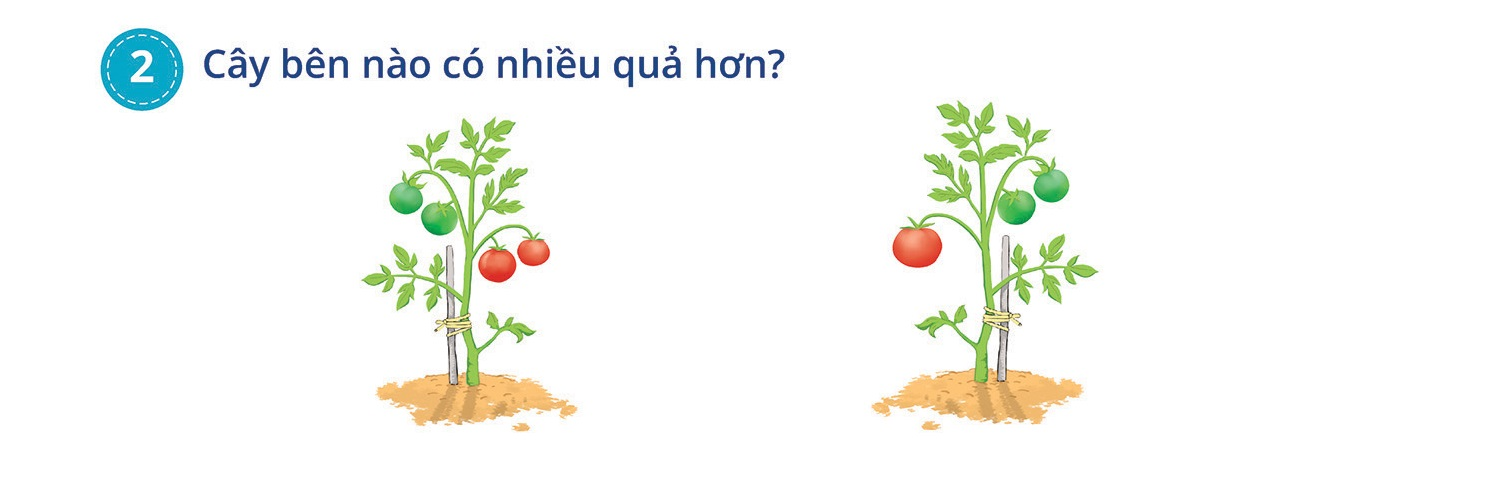 2 Cây bên nào có nhiều quả hơn?